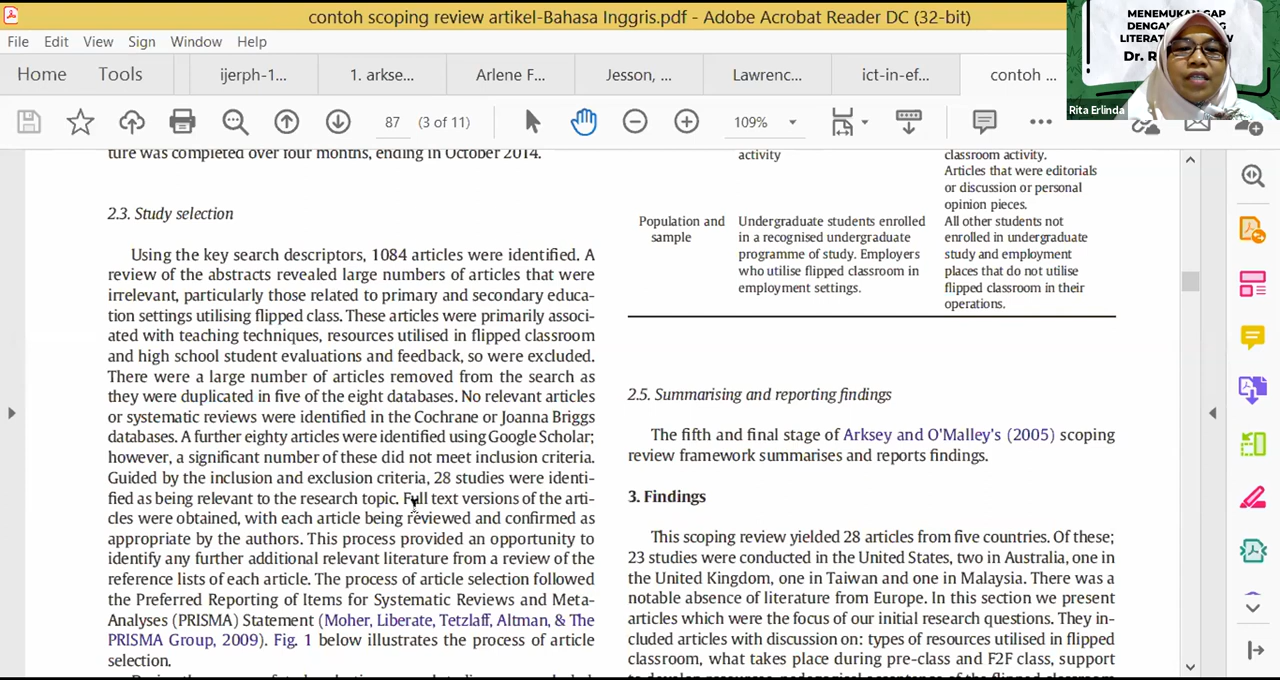 contoh scoping review artikel-Bahasa Inggris.pdf - Adobe Acrobat Reader DC (32-bit)
File Edit View Sign Window Help
Home Tools ijerph-1... 1. arkse... Arlene F... Jesson, ... Lawrenc... ict-in-ef... contoh ...
87 (3 of 11) 109%
MENEMUKAN GAP
Rita Erlinda
ture was completed over four months, ending in October 2014.
2.3. Study selection
Using the key search descriptors, 1084 articles were identified. A
review of the abstracts revealed large numbers of articles that were
irrelevant, particularly those related to primary and secondary educa-
tion settings utilising flipped class. These articles were primarily associ-
ated with teaching techniques, resources utilised in flipped classroom
and high school student evaluations and feedback, so were excluded.
There were a large number of articles removed from the search as
they were duplicated in five of the eight databases. No relevant articles
or systematic reviews were identified in the Cochrane or Joanna Briggs
databases. A further eighty articles were identified using Google Scholar;
however, a significant number of these did not meet inclusion criteria.
Guided by the inclusion and exclusion criteria, 28 studies were identi-
fied as being relevant to the research topic. Full text versions of the arti-
cles were obtained, with each article being reviewed and confirmed as
appropriate by the authors. This process provided an opportunity to
identify any further additional relevant literature from a review of the
reference lists of each article. The process of article selection followed
the Preferred Reporting of Items for Systematic Reviews and Meta-
Analyses (PRISMA) Statement (Moher, Liberate, Tetzlaff, Altman, & The
PRISMA Group, 2009). Fig. 1 below illustrates the process of article
selection.
activity
classroom activity.
Articles that were editorials
or discussion or personal
opinion pieces.
Population and
sample
Undergraduate students enrolled
in a recognised undergraduate
programme of study. Employers
who utilise flipped classroom in
employment settings.
All other students not
enrolled in undergraduate
study and employment
places that do not utilise
flipped classroom in their
operations.
2.5. Summarising and reporting findings
The fifth and final stage of Arksey and O'Malley's (2005) scoping
review framework summarises and reports findings.
3. Findings
This scoping review yielded 28 articles from five countries. Of these;
23 studies were conducted in the United States, two in Australia, one in
the United Kingdom, one in Taiwan and one in Malaysia. There was a
notable absence of literature from Europe. In this section we present
articles which were the focus of our initial research questions. They in-
cluded articles with discussion on: types of resources utilised in flipped
classroom, what takes place during pre-class and F2F class, support